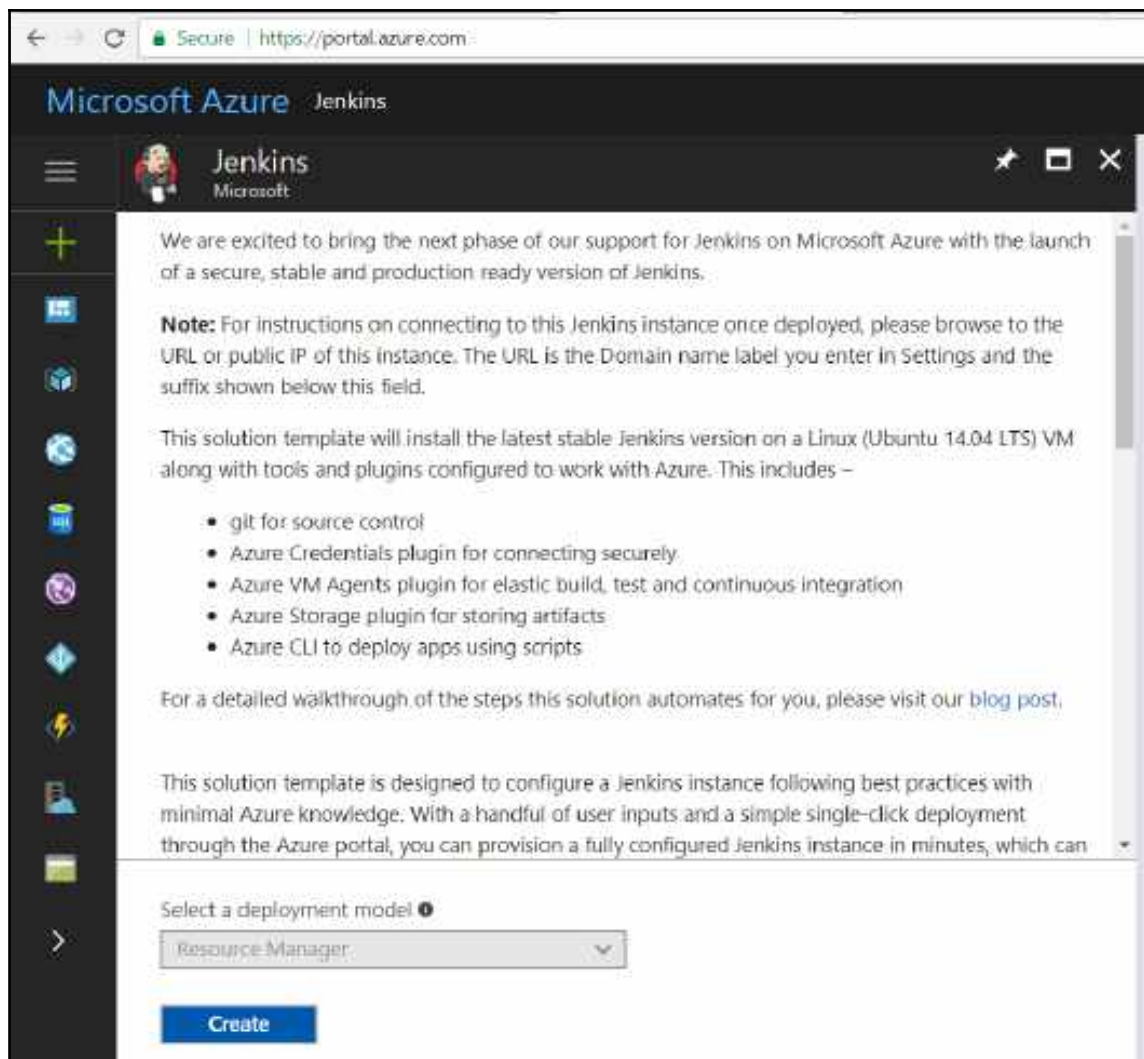 Secure | https://portal.azure.com
Microsoft Azure Jenkins
Jenkins
Microsoft
We are excited to bring the next phase of our support for Jenkins on Microsoft Azure with the launch
of a secure, stable and production ready version of Jenkins.
Note: For instructions on connecting to this Jenkins instance once deployed, please browse to the
URL or public IP of this instance. The URL is the Domain name label you enter in Settings and the
suffix shown below this field.
This solution template will install the latest stable Jenkins version on a Linux (Ubuntu 14.04 LTS) VM
along with tools and plugins configured to work with Azure. This includes –
• git for source control
• Azure Credentials plugin for connecting securely
• Azure VM Agents plugin for elastic build, test and continuous integration
• Azure Storage plugin for storing artifacts
• Azure CLI to deploy apps using scripts
For a detailed walkthrough of the steps this solution automates for you, please visit our blog post.
This solution template is designed to configure a Jenkins instance following best practices with
minimal Azure knowledge. With a handful of user inputs and a simple single-click deployment
through the Azure portal, you can provision a fully configured Jenkins instance in minutes, which can
Select a deployment model
Resource Manager
Create